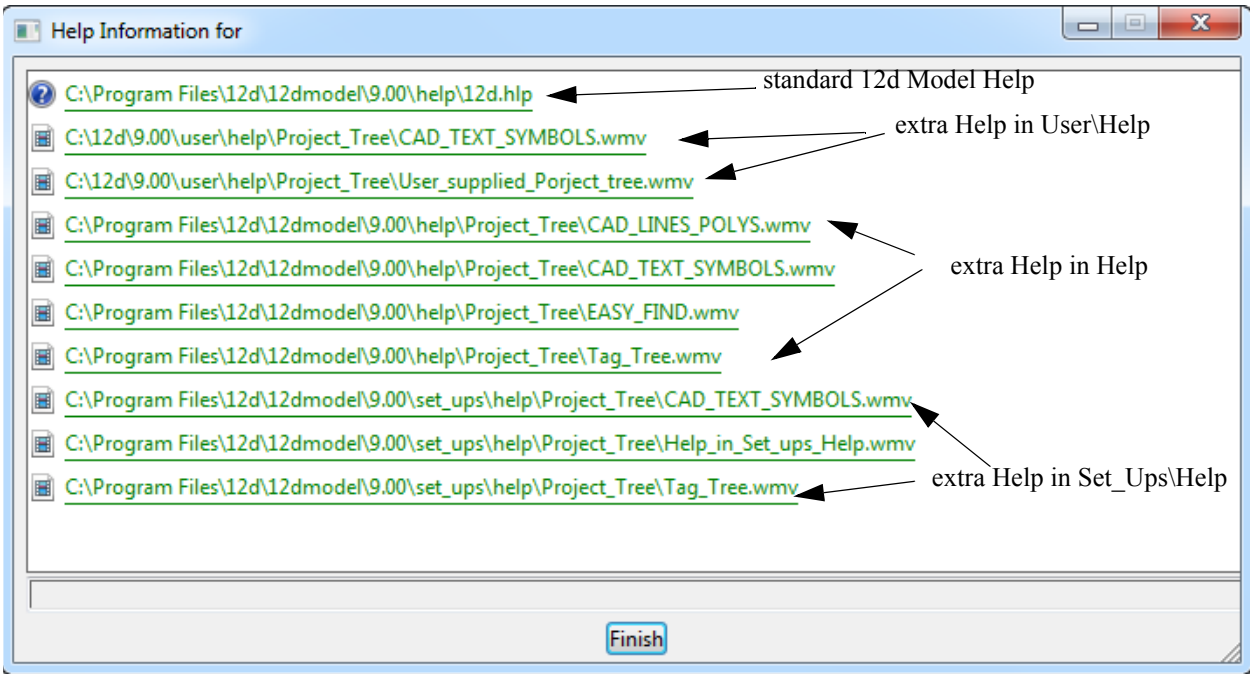 Help Information for
C:\Program Files\12d\12dmodel\9.00\help\12d.hlp
standard 12d Model Help
C:\12d\9.00\user\help\Project_Tree\CAD_TEXT_SYMBOLS.wmv
extra Help in User\Help
C:\12d\9.00\user\help\Project_Tree\User_supplied_Porject_tree.wmv
C:\Program Files\12d\12dmodel\9.00\help\Project_Tree\CAD_LINES_POLYS.wmv
C:\Program Files\12d\12dmodel\9.00\help\Project_Tree\CAD_TEXT_SYMBOLS.wmv
extra Help in Help
C:\Program Files\12d\12dmodel\9.00\help\Project_Tree\EASY_FIND.wmv
C:\Program Files\12d\12dmodel\9.00\help\Project_Tree\Tag_Tree.wmv
C:\Program Files\12d\12dmodel\9.00\set_ups\help\Project_Tree\CAD_TEXT_SYMBOLS.wmv
C:\Program Files\12d\12dmodel\9.00\set_ups\help\Project_Tree\Help_in_Set_ups_Help.wmv
C:\Program Files\12d\12dmodel\9.00\set_ups\help\Project_Tree\Tag_Tree.wmv
extra Help in Set_Ups\Help
Finish